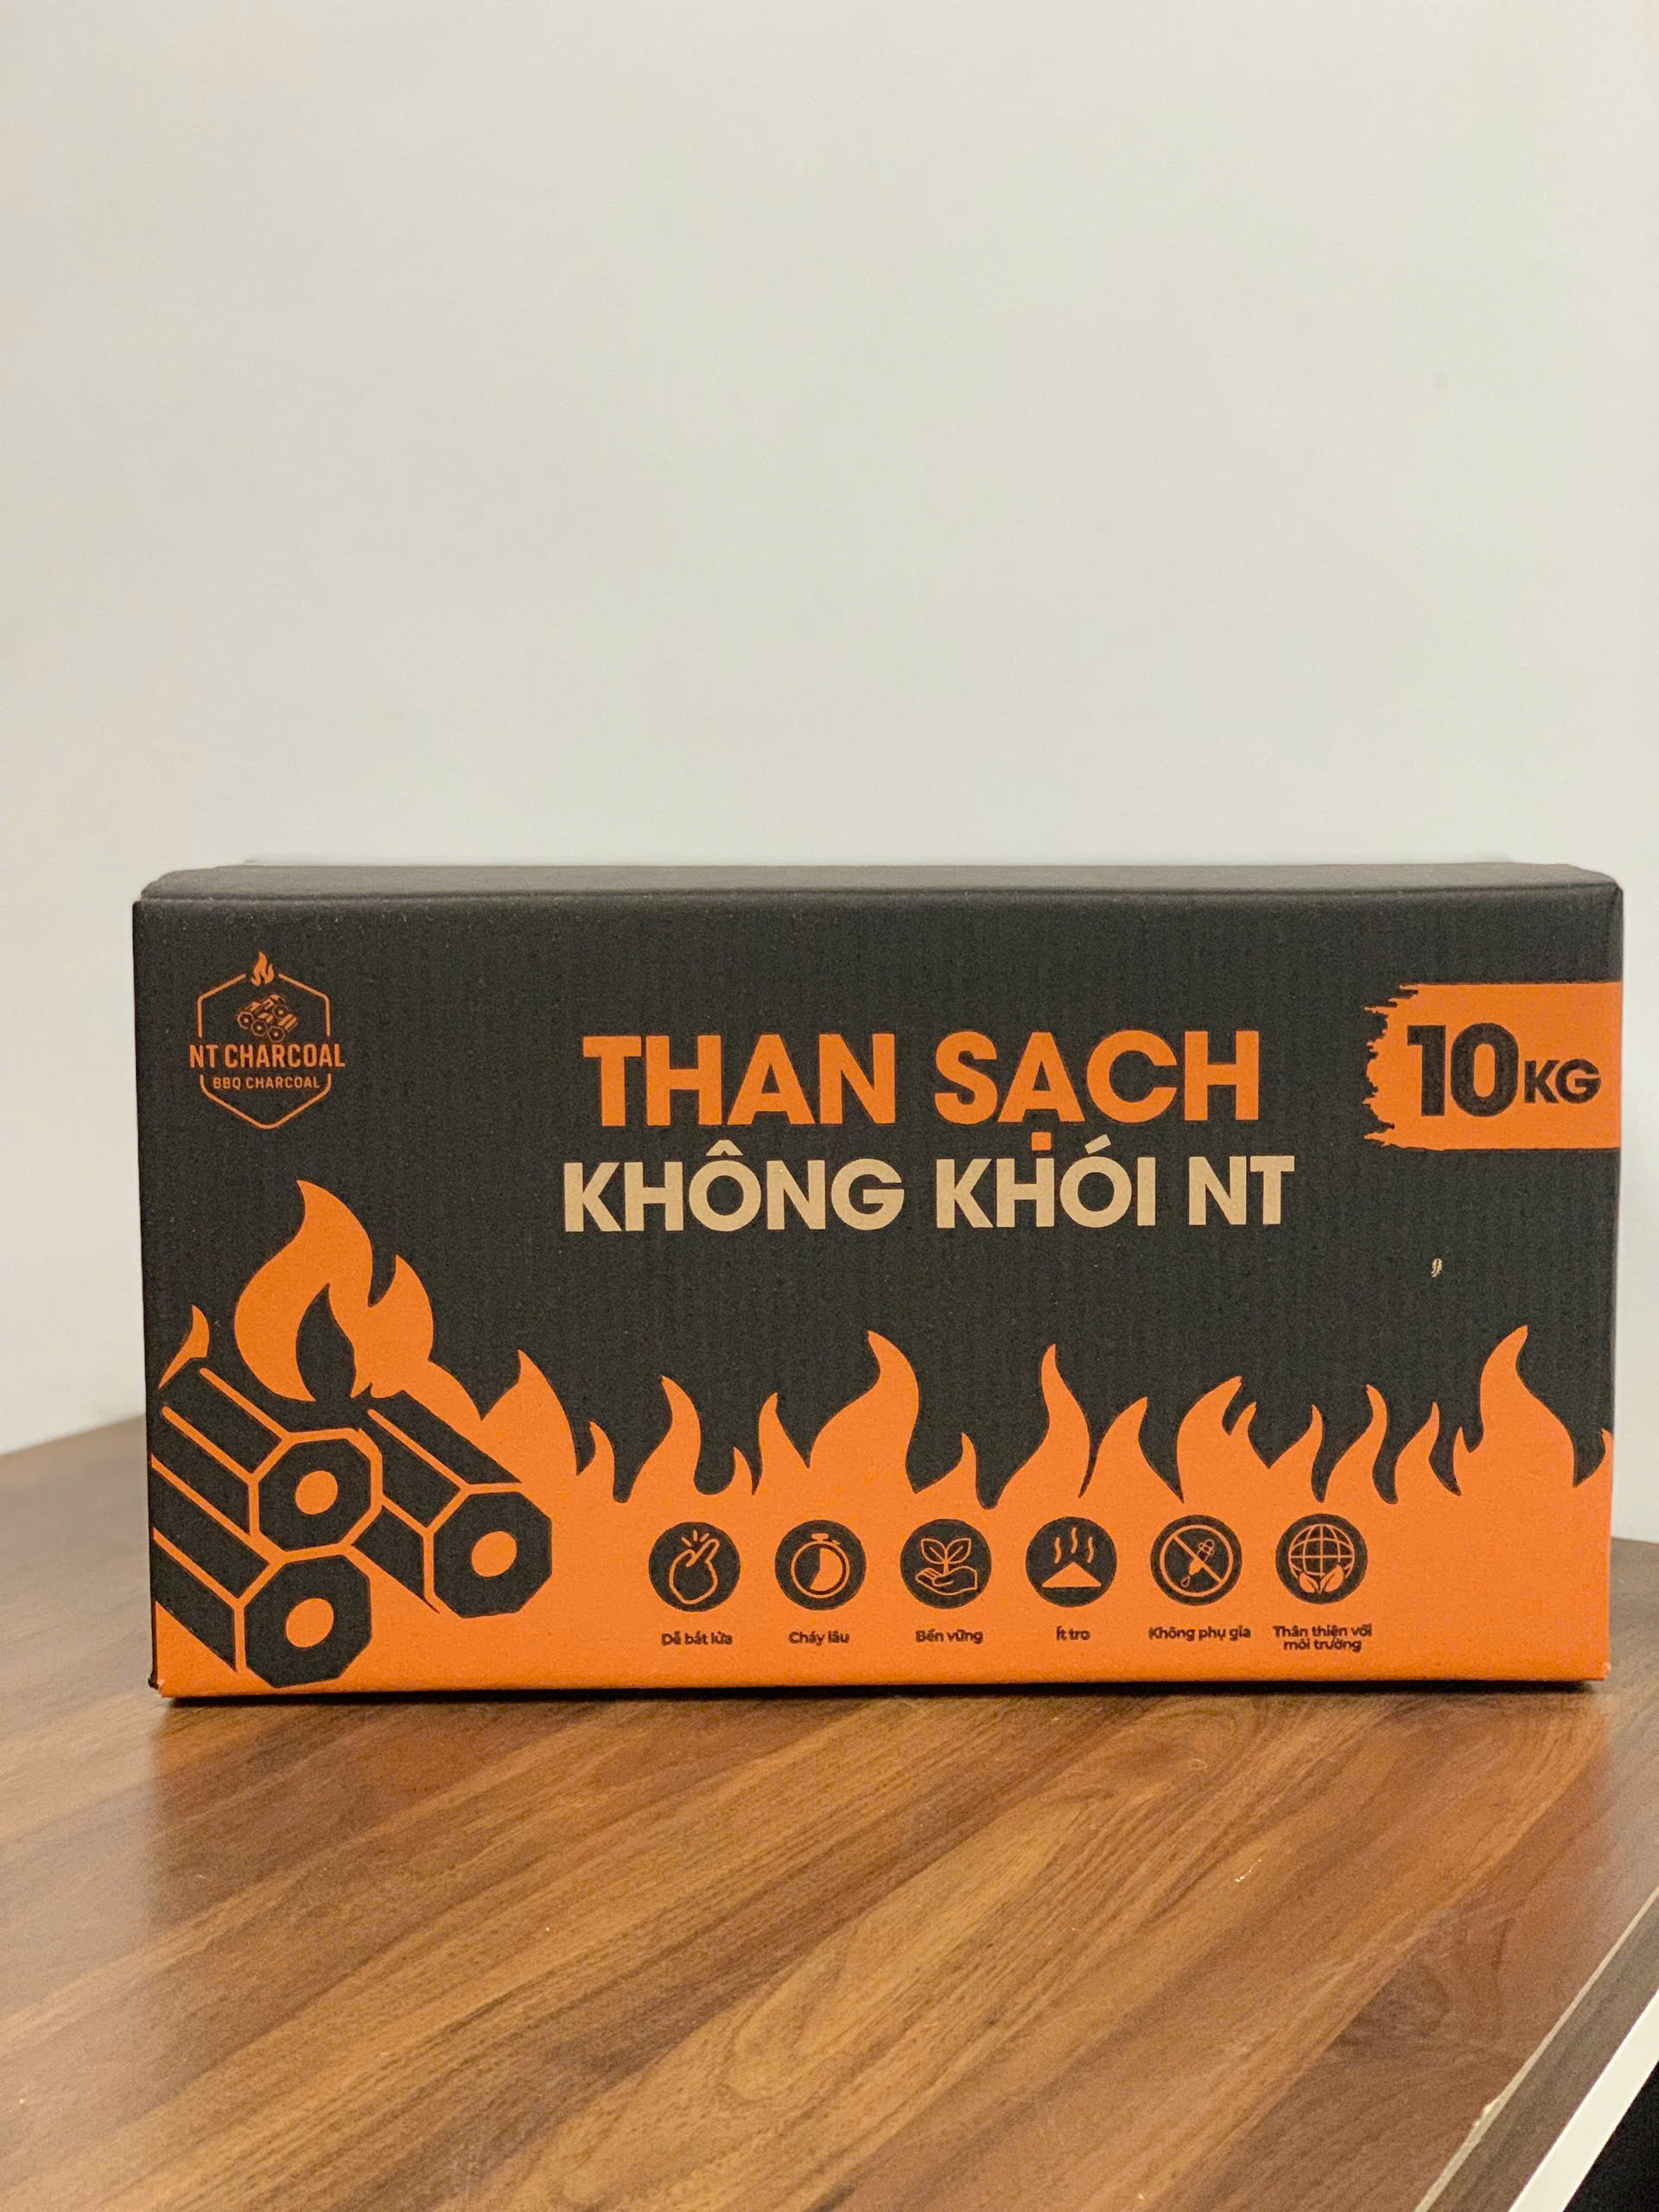 NT CHARCOAL
BBQ CHARCOAL
THAN SẠCH
KHÔNG KHÓI NT
10KG
Dễ bắt lửa
Cháy lâu
Bền vững
Ít tro
Không phụ gia
Thân thiện với
môi trường